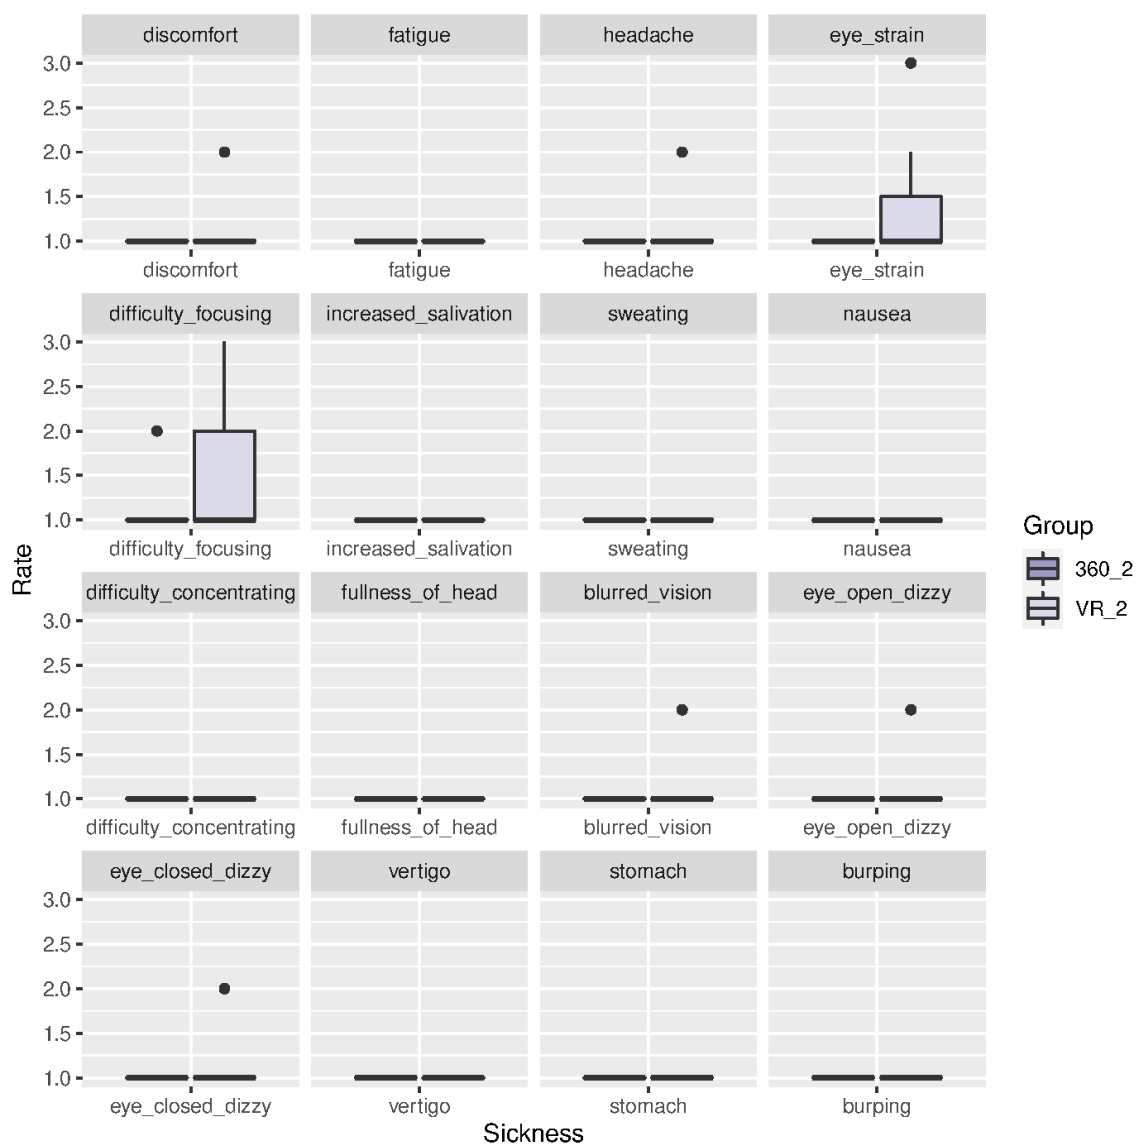 discomfort fatigue headache eye_strain
3.0
2.5
2.0
1.5
1.0
discomfort fatigue headache eye_strain
difficulty_focusing increased_salivation sweating nausea
3.0
2.5
2.0
1.5
1.0
difficulty_focusing increased_salivation sweating nausea
difficulty_concentrating fullness_of_head blurred_vision eye_open_dizzy
3.0
2.5
2.0
1.5
1.0
difficulty_concentrating fullness_of_head blurred_vision eye_open_dizzy
eye_closed_dizzy vertigo stomach burping
3.0
2.5
2.0
1.5
1.0
eye_closed_dizzy vertigo stomach burping
Sickness
Rate
Group
360_2
VR_2